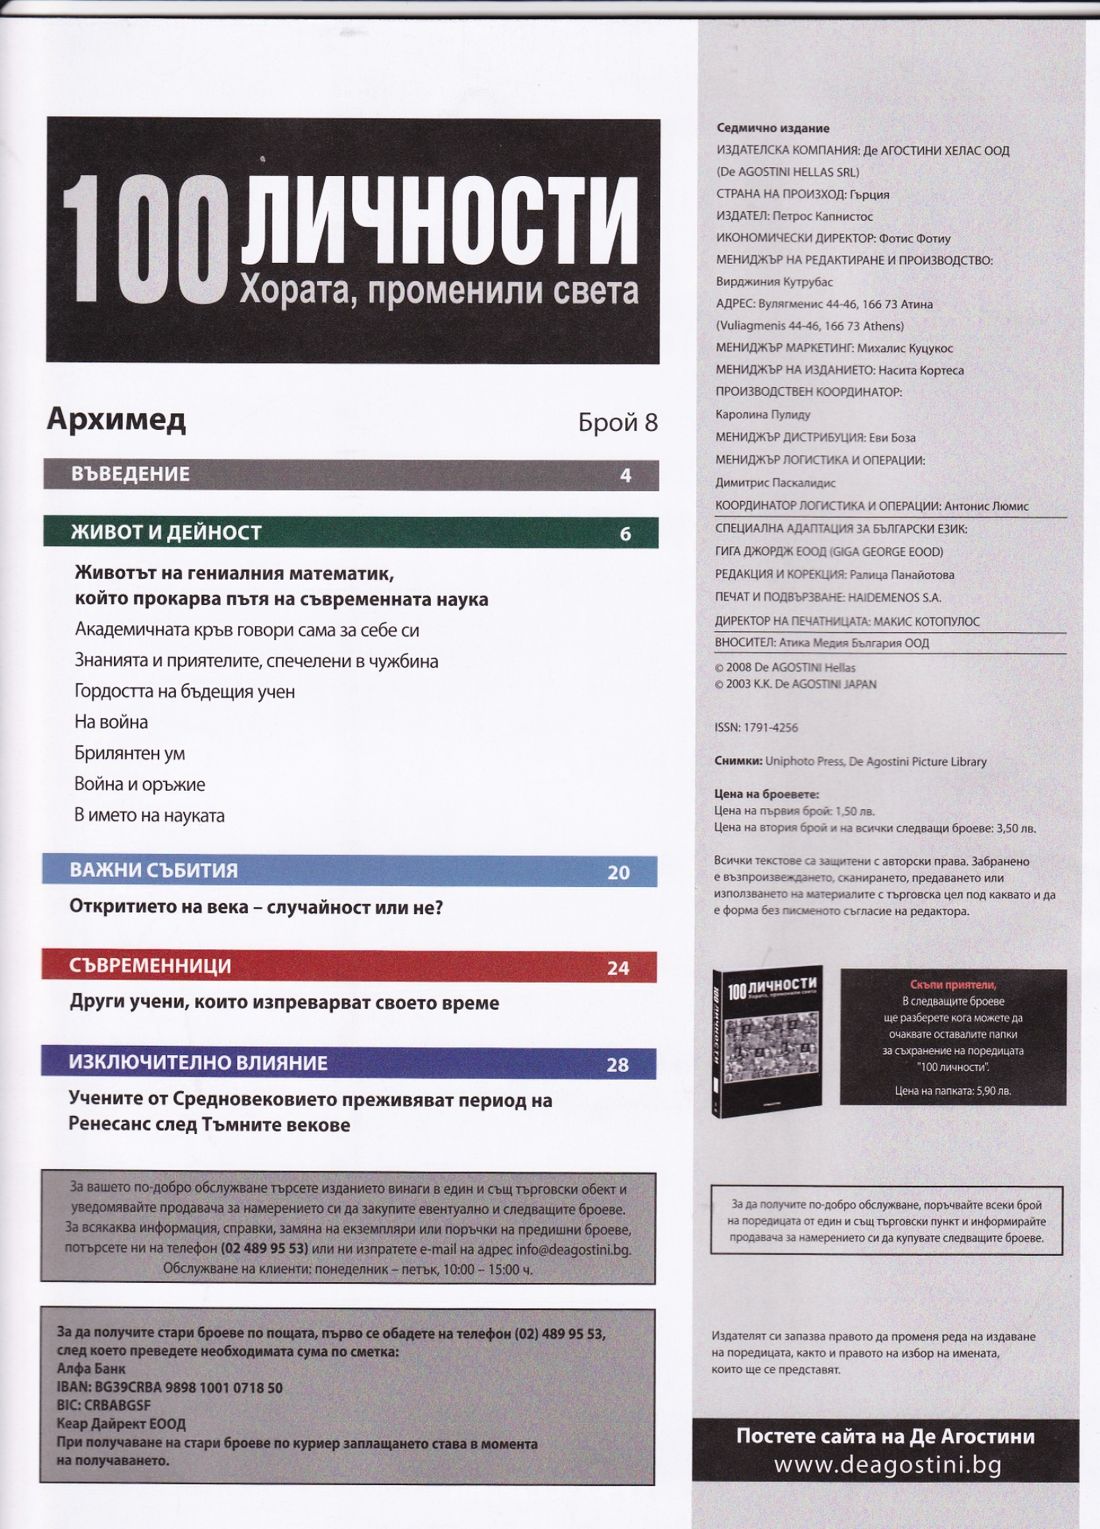 100 ЛИЧНОСТИ
Хората, променили света
Архимед
Брой 8
ВЪВЕДЕНИЕ 4
ЖИВОТ И ДЕЙНОСТ 6
Животът на гениалния математик,
който прокарва пътя на съвременната наука
Академичната кръв говори сама за себе си
Знанията и приятелите, спечелени в чужбина
Гордостта на бъдещия учен
На война
Брилянтен ум
Война и оръжие
В името на науката
ВАЖНИ СЪБИТИЯ 20
Откритието на века – случайност или не?
СЪВРЕМЕННИЦИ 24
Други учени, които изпреварват своето време
ИЗКЛЮЧИТЕЛНО ВЛИЯНИЕ 28
Учените от Средновековието преживяват период на
Ренесанс след Тъмните векове
За вашето по-добро обслужване търсете изданието винаги в един и същ търговски обект и
уведомявайте продавача за намерението си да закупите евентуално и следващите броеве.
За всякаква информация, справки, замяна на екземпляри или поръчки на предишни броеве,
потърсете ни на телефон (02 489 95 53) или ни изпратете e-mail на адрес info@deagostini.bg.
Обслужване на клиенти: понеделник – петък, 10:00 – 15:00 ч.
За да получите стари броеве по пощата, първо се обадете на телефон (02) 489 95 53,
след което преведете необходимата сума по сметка:
Алфа Банк
IBAN: BG39CRBA 9898 1001 0718 50
BIC: CRBABGSF
Кеар Дайрект ЕООД
При получаване на стари броеве по куриер заплащането става в момента
на получаването.
Седмично издание
ИЗДАТЕЛСКА КОМПАНИЯ: Де АГОСТИНИ ХЕЛАС ООД
(De AGOSTINI HELLAS SRL)
СТРАНА НА ПРОИЗХОД: Гърция
ИЗДАТЕЛ: Петрос Капнистос
ИКОНОМИЧЕСКИ ДИРЕКТОР: Фотис Фотиу
МЕНИДЖЪР НА РЕДАКТИРАНЕ И ПРОИЗВОДСТВО:
Вирджиния Кутрубас
АДРЕС: Вулягменис 44-46, 166 73 Атина
(Vuliagmenis 44-46, 166 73 Athens)
МЕНИДЖЪР МАРКЕТИНГ: Михалис Куцукос
МЕНИДЖЪР НА ИЗДАНИЕТО: Насита Кортеса
ПРОИЗВОДСТВЕН КООРДИНАТОР:
Каролина Пулиду
МЕНИДЖЪР ДИСТРИБУЦИЯ: Еви Боза
МЕНИДЖЪР ЛОГИСТИКА И ОПЕРАЦИИ:
Димитрис Паскалидис
КООРДИНАТОР ЛОГИСТИКА И ОПЕРАЦИИ: Антонис Люмис
СПЕЦИАЛНА АДАПТАЦИЯ ЗА БЪЛГАРСКИ ЕЗИК:
ГИГА ДЖОРДЖ ЕООД (GIGA GEORGE EOOD)
РЕДАКЦИЯ И КОРЕКЦИЯ: Ралица Панайотова
ПЕЧАТ И ПОДВЪРЗВАНЕ: HAIDEMENOS S.A.
ДИРЕКТОР НА ПЕЧАТНИЦАТА: МАКИС КОТОПУЛОС
ВНОСИТЕЛ: Атика Медия България ООД
© 2008 De AGOSTINI Hellas
© 2003 K.K. De AGOSTINI JAPAN
ISSN: 1791-4256
Снимки: Uniphoto Press, De Agostini Picture Library
Цена на броевете:
Цена на първия брой: 1,50 лв.
Цена на втория брой и на всички следващи броеве: 3,50 лв.
Всички текстове са защитени с авторски права. Забранено
е възпроизвеждането, сканирането, предаването или
използването на материалите с търговска цел под каквато и да
е форма без писменото съгласие на редактора.
100 ЛИЧНОСТИ
Хората, променили света
100 ЛИЧНОСТИ
Скъпи приятели,
В следващите броеве
ще разберете кога можете да
очаквате оставалите папки
за съхранение на поредицата
"100 личности".
Цена на папката: 5,90 лв.
За да получите по-добро обслужване, поръчвайте всеки брой
на поредицата от един и същ търговски пункт и информирайте
продавача за намерението си да купувате следващите броеве.
Издателят си запазва правото да променя реда на издаване
на поредицата, както и правото на избор на имената,
които ще се представят.
Постете сайта на Де Агостини
www.deagostini.bg